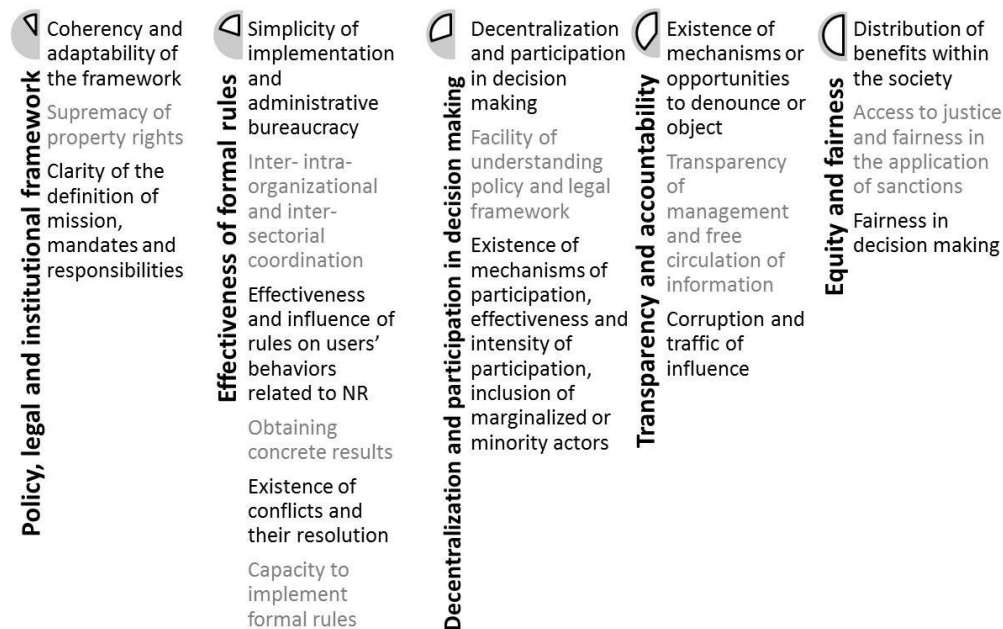 Policy, legal and institutional framework
Coherency and
adaptability of
the framework
Supremacy of
property rights
Clarity of the
definition of
mission,
mandates and
responsibilities
Effectiveness of formal rules
Simplicity of
implementation
and
administrative
bureaucracy
Inter- intra-
organizational
and inter-
sectorial
coordination
Effectiveness
and influence of
rules on users’
behaviors
related to NR
Obtaining
concrete results
Existence of
conflicts and
their resolution
Capacity to
implement
formal rules
Decentralization and participation in decision making
Decentralization
and participation
in decision
making
Facility of
understanding
policy and legal
framework
Existence of
mechanisms of
participation,
effectiveness and
intensity of
participation,
inclusion of
marginalized or
minority actors
Transparency and accountability
Existence of
mechanisms or
opportunities
to denounce or
object
Transparency
of
management
and free
circulation of
information
Corruption and
traffic of
influence
Equity and fairness
Distribution of
benefits within
the society
Access to justice
and fairness in
the application
of sanctions
Fairness in
decision making